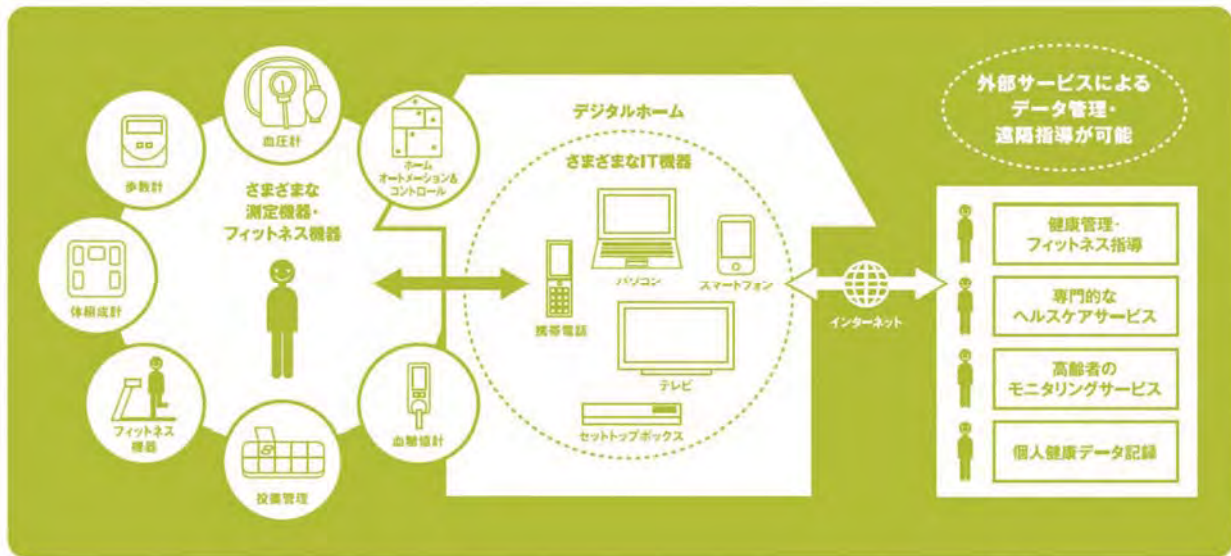 血圧計
歩数計
ホーム
オートメーション&
コントロール
さまざまな
測定機器・
フィットネス機器
体組成計
フィットネス
機器
投薬管理
血糖値計
デジタルホーム
さまざまなIT機器
パソコン
スマートフォン
携帯電話
テレビ
セットトップボックス
インターネット
外部サービスによる
データ管理・
遠隔指導が可能
健康管理・
フィットネス指導
専門的な
ヘルスケアサービス
高齢者の
モニタリングサービス
個人健康データ記録